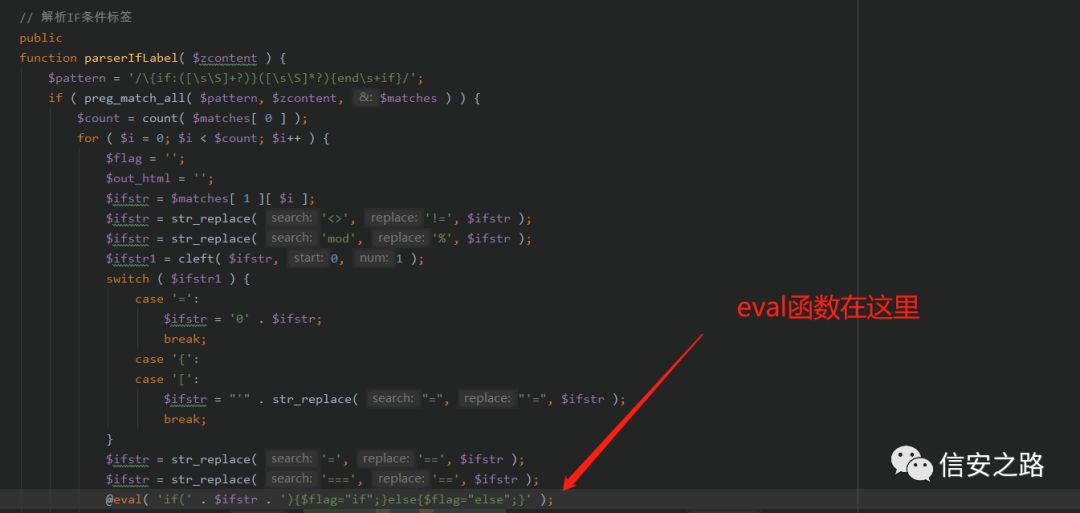 // 解析IF条件标签
public
function parserIfLabel( $zcontent ) {
$pattern = '/\{if:([\s\S]+?)}([\s\S]*?){end\s+if}/';
if ( preg_match_all( $pattern, $zcontent, &: $matches ) ) {
$count = count( $matches[ 0 ] );
for ( $i = 0; $i < $count; $i++ ) {
$flag = '';
$out_html = '';
$ifstr = $matches[ 1 ][ $i ];
$ifstr = str_replace( search: '<>', replace: '!=', $ifstr );
$ifstr = str_replace( search: 'mod', replace: '%', $ifstr );
$ifstr1 = cleft( $ifstr, start: 0, num: 1 );
switch ( $ifstr1 ) {
case '=':
$ifstr = '0' . $ifstr;
break;
case '{':
case '[':
$ifstr = "'" . str_replace( search: "=", replace: "'=", $ifstr );
break;
}
$ifstr = str_replace( search: '=', replace: '==', $ifstr );
$ifstr = str_replace( search: '===', replace: '==', $ifstr );
@eval( 'if(' . $ifstr . '){$flag="if";}else{$flag="else";}' );
eval函数在这里
信安之路